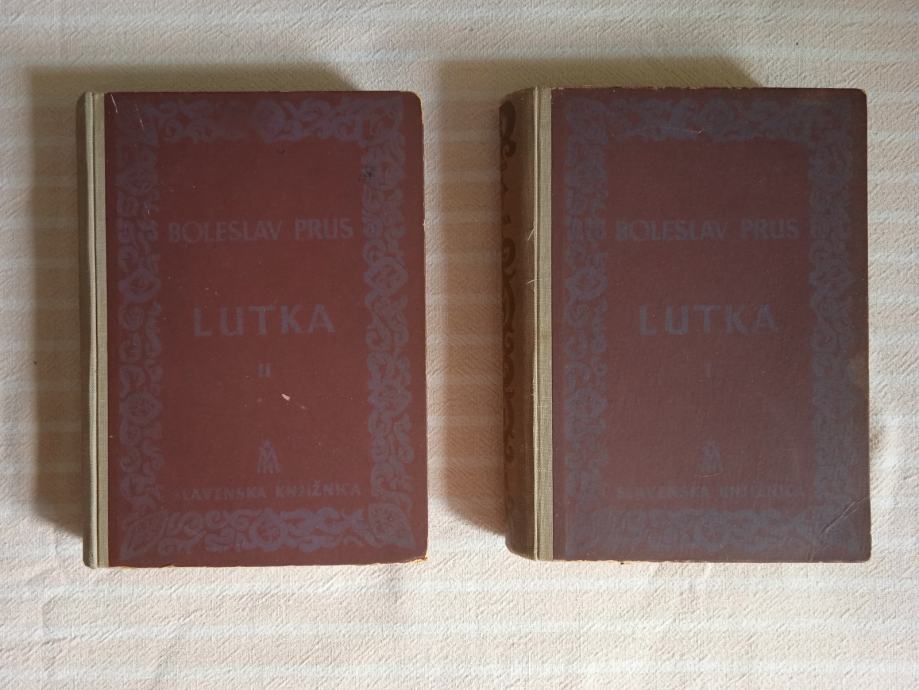 BOLESLAV PRUS
LUTKA
II
SLAVENSKA KNJIŽNICA
BOLESLAV PRUS
LUTKA
I
SLAVENSKA KNJIŽNICA